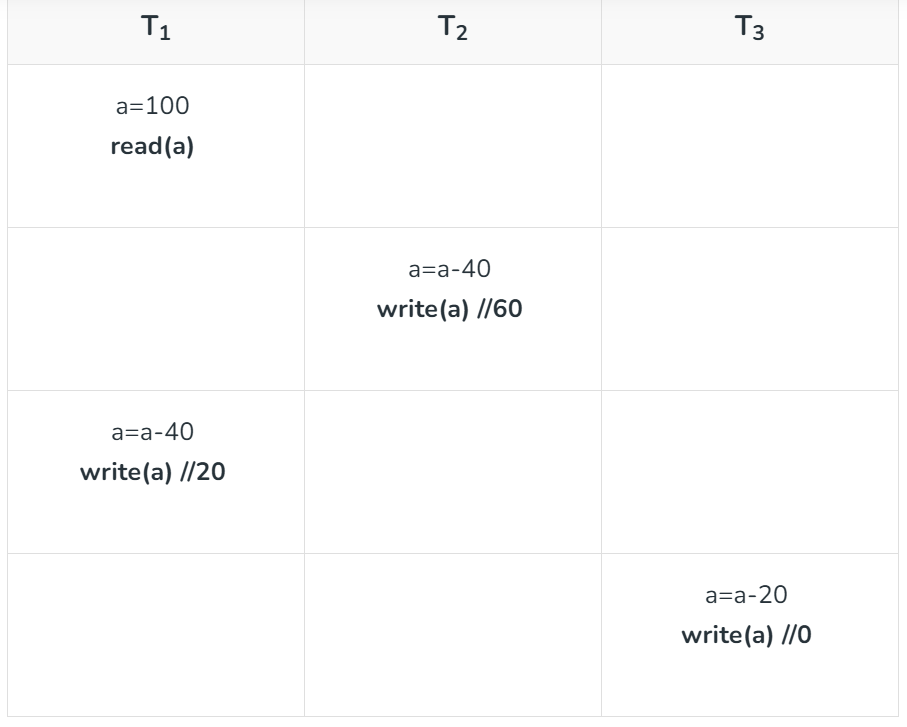 T₁ T₂ T₃
a=100
read(a)
a=a-40
write(a) //60
a=a-40
write(a) //20
a=a-20
write(a) //0